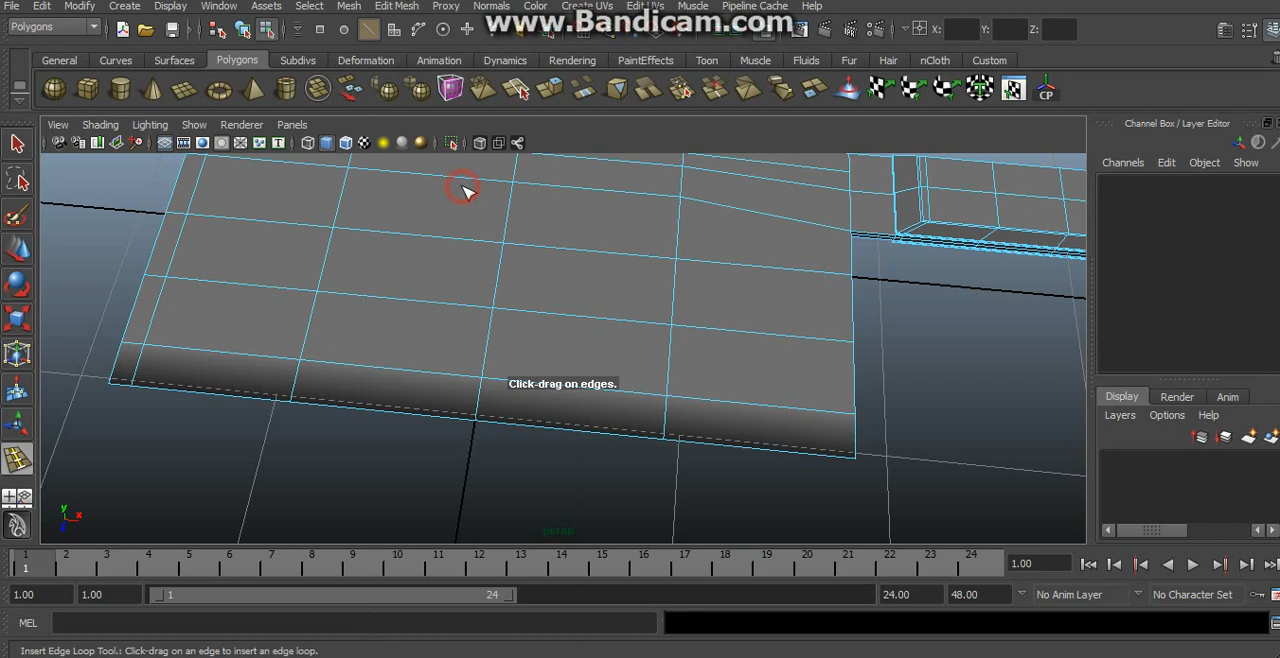 File Edit Modify Create Display Window Assets Select Mesh Edit Mesh Proxy Normals Color Create UVs Edit UVs Muscle Pipeline Cache Help
www.Bandicam.com
Polygons X: Y: Z:
General Curves Surfaces Polygons Subdivs Deformation Animation Dynamics Rendering PaintEffects Toon Muscle Fluids Fur Hair nCloth Custom
CP
View Shading Lighting Show Renderer Panels
Channel Box / Layer Editor
Channels Edit Object Show
T
Click-drag on edges.
Display Render Anim
Layers Options Help
y
x
persp
1 2 3 4 5 6 7 8 9 10 11 12 13 14 15 16 17 18 19 20 21 22 23 24
1 1.00
1.00 1.00 1 24 24.00 48.00 No Anim Layer No Character Set
MEL
Insert Edge Loop Tool: Click-drag on an edge to insert an edge loop.